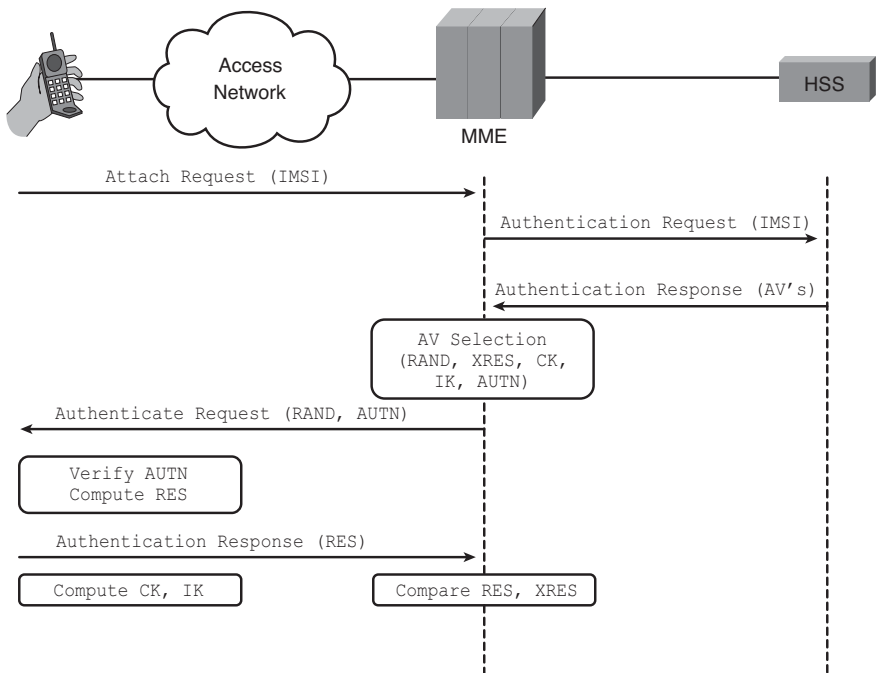 Access
Network
MME
HSS
Attach Request (IMSI)
Authentication Request (IMSI)
Authentication Response (AV's)
AV Selection
(RAND, XRES, CK,
IK, AUTN)
Authenticate Request (RAND, AUTN)
Verify AUTN
Compute RES
Authentication Response (RES)
Compute CK, IK
Compare RES, XRES